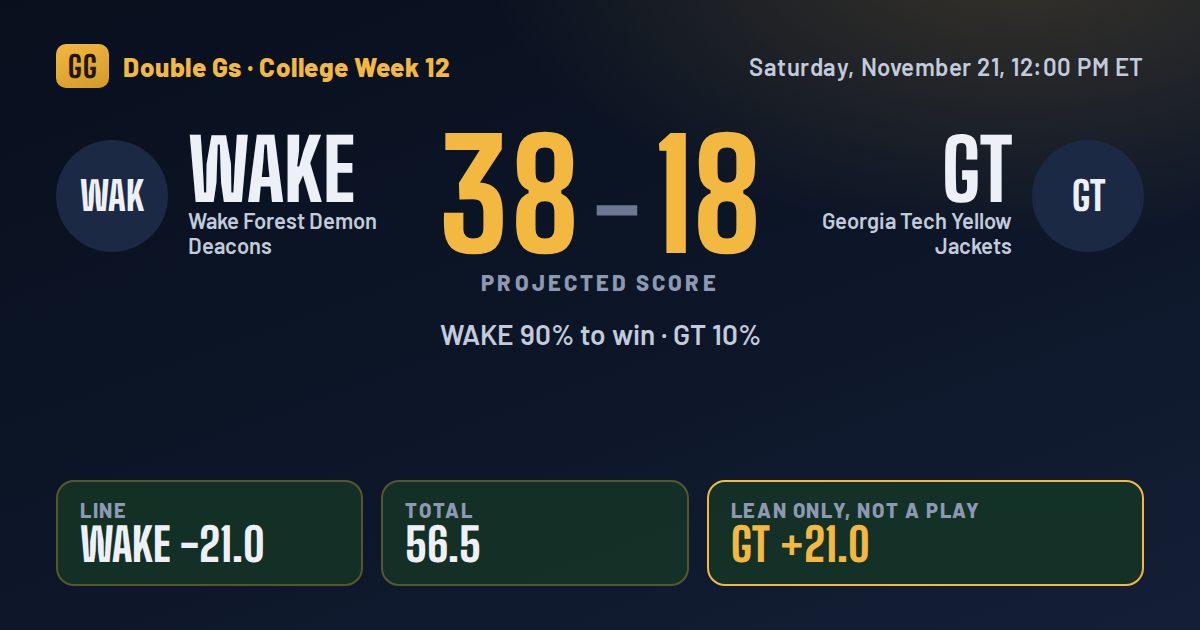 GG
Double Gs · College Week 12
Saturday, November 21, 12:00 PM ET
WAK
WAKE
Wake Forest Demon
Deacons
38 – 18
PROJECTED SCORE
WAKE 90% to win · GT 10%
GT
Georgia Tech Yellow
Jackets
GT
LINE
WAKE −21.0
TOTAL
56.5
LEAN ONLY, NOT A PLAY
GT +21.0